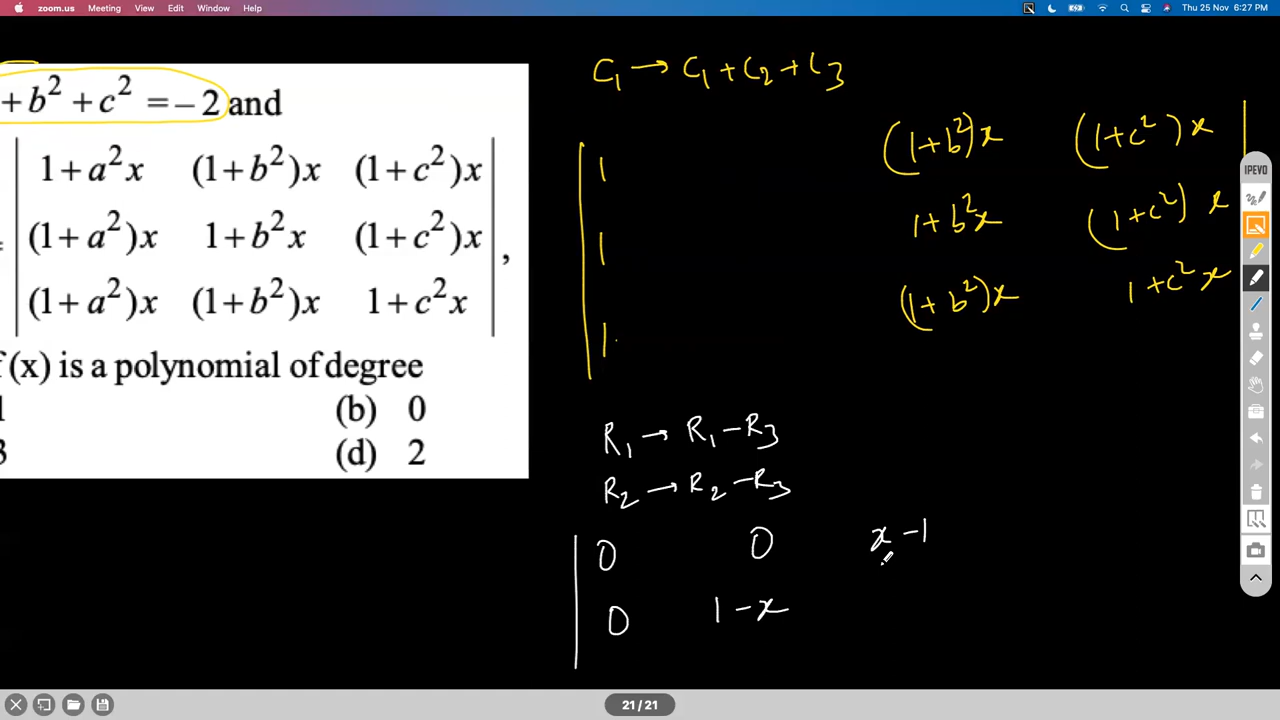 zoom.us Meeting View Edit Window Help Thu 25 Nov 6:27 PM
+ b² + c² = – 2 and
1 + a²x (1 + b²)x (1 + c²)x
(1 + a²)x 1 + b²x (1 + c²)x
(1 + a²)x (1 + b²)x 1 + c²x ,
f (x) is a polynomial of degree
(b) 0
3 (d) 2
C₁ → C₁ + C₂ + C₃
1 (1+b²)x (1+c²)x
1 1+b²x (1+c²)x
1 (1+b²)x 1+c²x
R₁ → R₁ – R₃
R₂ → R₂ – R₃
0 0 x – 1
0 1 – x
IPEVO
21 / 21